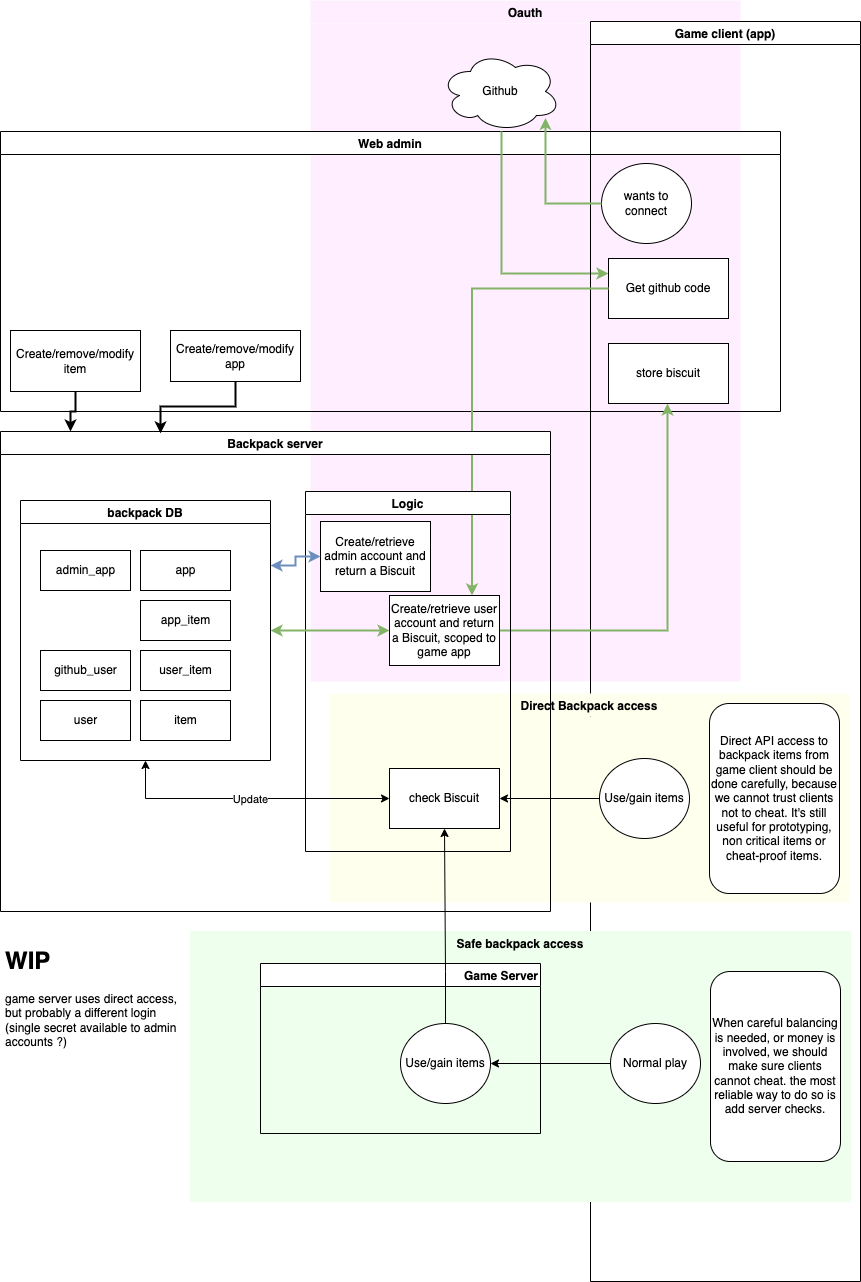 Oauth
Game client (app)
Github
Web admin
wants to
connect
Get github code
Create/remove/modify
item
Create/remove/modify
app
store biscuit
Backpack server
backpack DB
Logic
Create/retrieve
admin account and
return a Biscuit
admin_app
app
app_item
Create/retrieve user
account and return
a Biscuit, scoped to
game app
github_user
user_item
user
item
Direct Backpack access
Direct API access to
backpack items from
game client should be
done carefully, because
we cannot trust clients
not to cheat. It's still
useful for prototyping,
non critical items or
cheat-proof items.
Update
check Biscuit
Use/gain items
Safe backpack access
WIP
game server uses direct access,
but probably a different login
(single secret available to admin
accounts ?)
Game Server
Use/gain items
Normal play
When careful balancing
is needed, or money is
involved, we should
make sure clients
cannot cheat. the most
reliable way to do so is
add server checks.